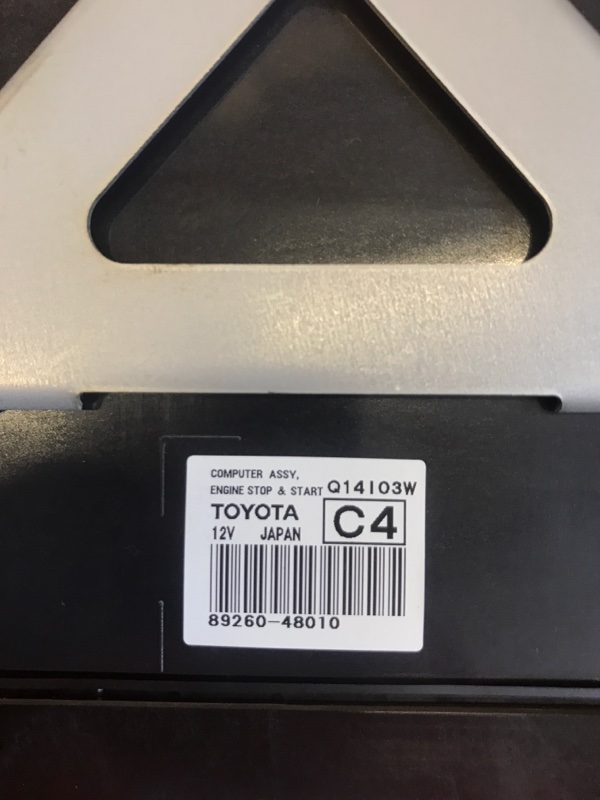 COMPUTER ASSY,
ENGINE STOP & START Q14103W
TOYOTA C4
12V JAPAN
89260-48010